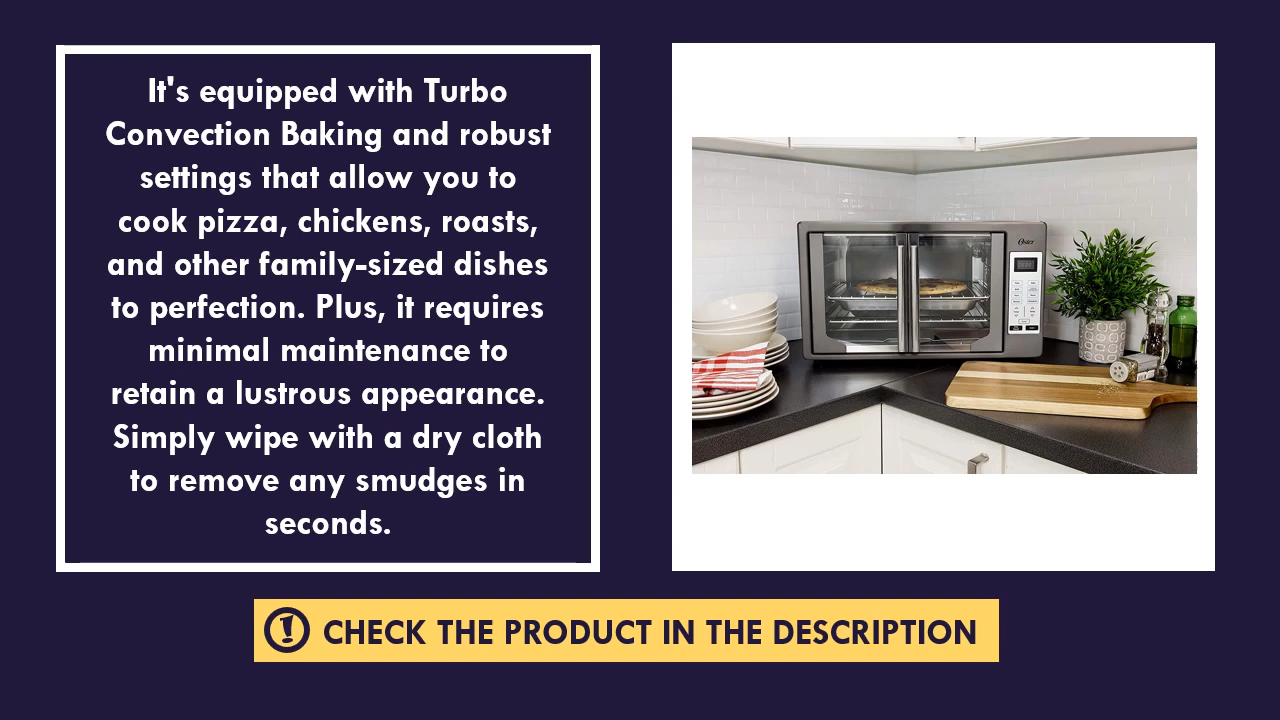 It's equipped with Turbo
Convection Baking and robust
settings that allow you to
cook pizza, chickens, roasts,
and other family-sized dishes
to perfection. Plus, it requires
minimal maintenance to
retain a lustrous appearance.
Simply wipe with a dry cloth
to remove any smudges in
seconds.
Oster
CHECK THE PRODUCT IN THE DESCRIPTION